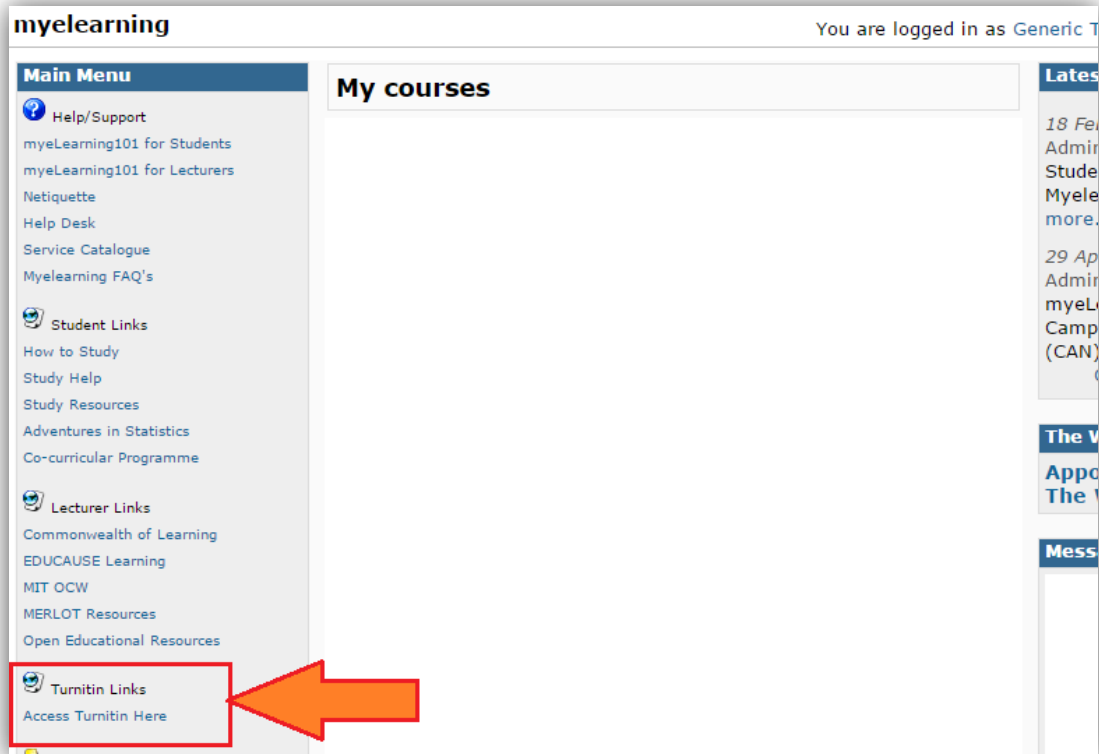 myelearning
You are logged in as Generic
Main Menu
Help/Support
myeLearning101 for Students
myeLearning101 for Lecturers
Netiquette
Help Desk
Service Catalogue
Myelearning FAQ's
Student Links
How to Study
Study Help
Study Resources
Adventures in Statistics
Co-curricular Programme
Lecturer Links
Commonwealth of Learning
EDUCAUSE Learning
MIT OCW
MERLOT Resources
Open Educational Resources
Turnitin Links
Access Turnitin Here
My courses
18
29
more.
(CAN)
The
The